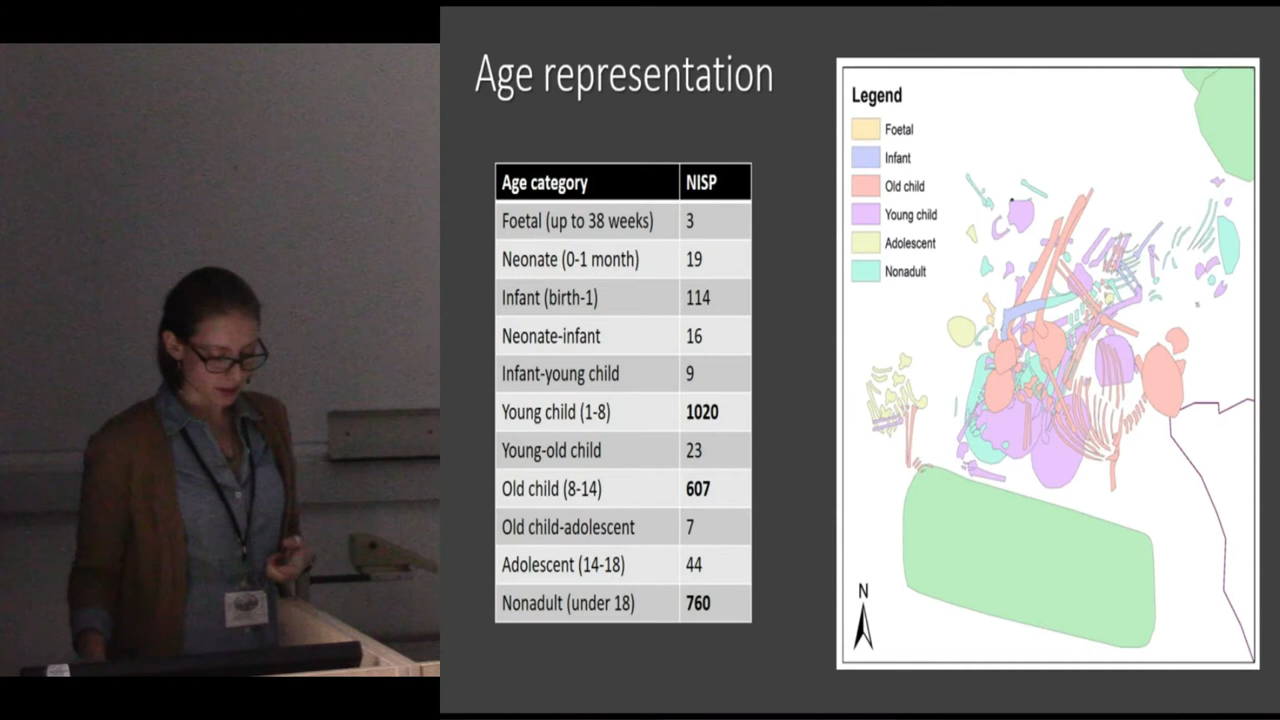 Age representation
Age category NISP
Foetal (up to 38 weeks) 3
Neonate (0-1 month) 19
Infant (birth-1) 114
Neonate-infant 16
Infant-young child 9
Young child (1-8) 1020
Young-old child 23
Old child (8-14) 607
Old child-adolescent 7
Adolescent (14-18) 44
Nonadult (under 18) 760
Legend
Foetal
Infant
Old child
Young child
Adolescent
Nonadult
N